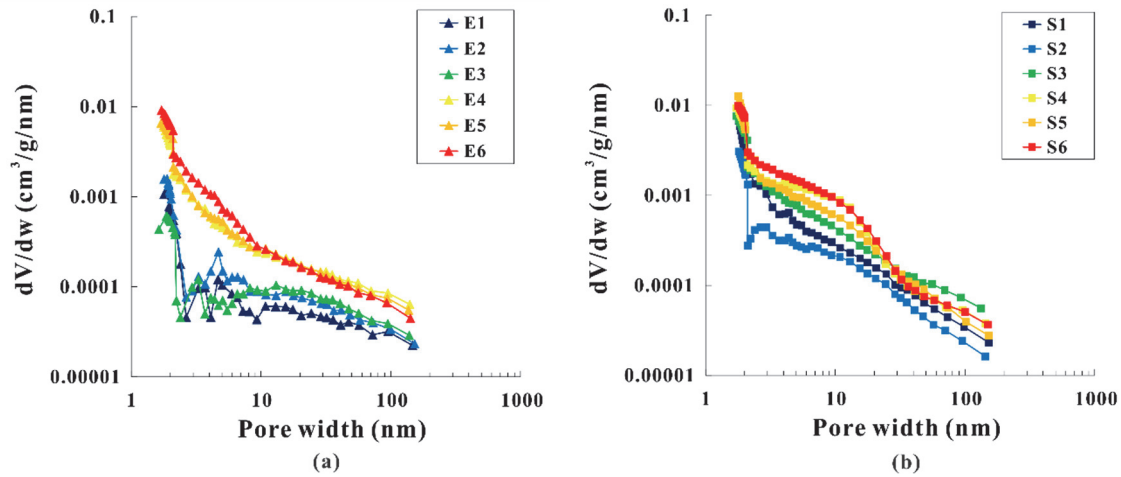 0.1
0.01
0.001
0.0001
0.00001
dV/dw (cm³/g/nm)
E1
E2
E3
E4
E5
E6
1 10 100 1000
Pore width (nm)
(a)
0.1
0.01
0.001
0.0001
0.00001
dV/dw (cm³/g/nm)
S1
S2
S3
S4
S5
S6
1 10 100 1000
Pore width (nm)
(b)